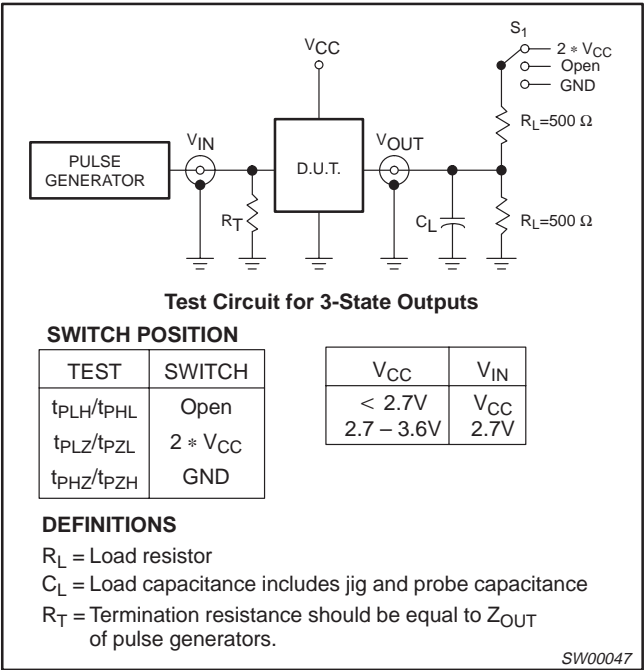 S1
VCC
2 * VCC
Open
GND
RL=500 Ω
VIN
VOUT
PULSE
GENERATOR
D.U.T.
RT
CL
RL=500 Ω
Test Circuit for 3-State Outputs
SWITCH POSITION
TEST SWITCH
tPLH/tPHL Open
tPLZ/tPZL 2 * VCC
tPHZ/tPZH GND
VCC VIN
< 2.7V VCC
2.7 – 3.6V 2.7V
DEFINITIONS
RL = Load resistor
CL = Load capacitance includes jig and probe capacitance
RT = Termination resistance should be equal to ZOUT
of pulse generators.
SW00047